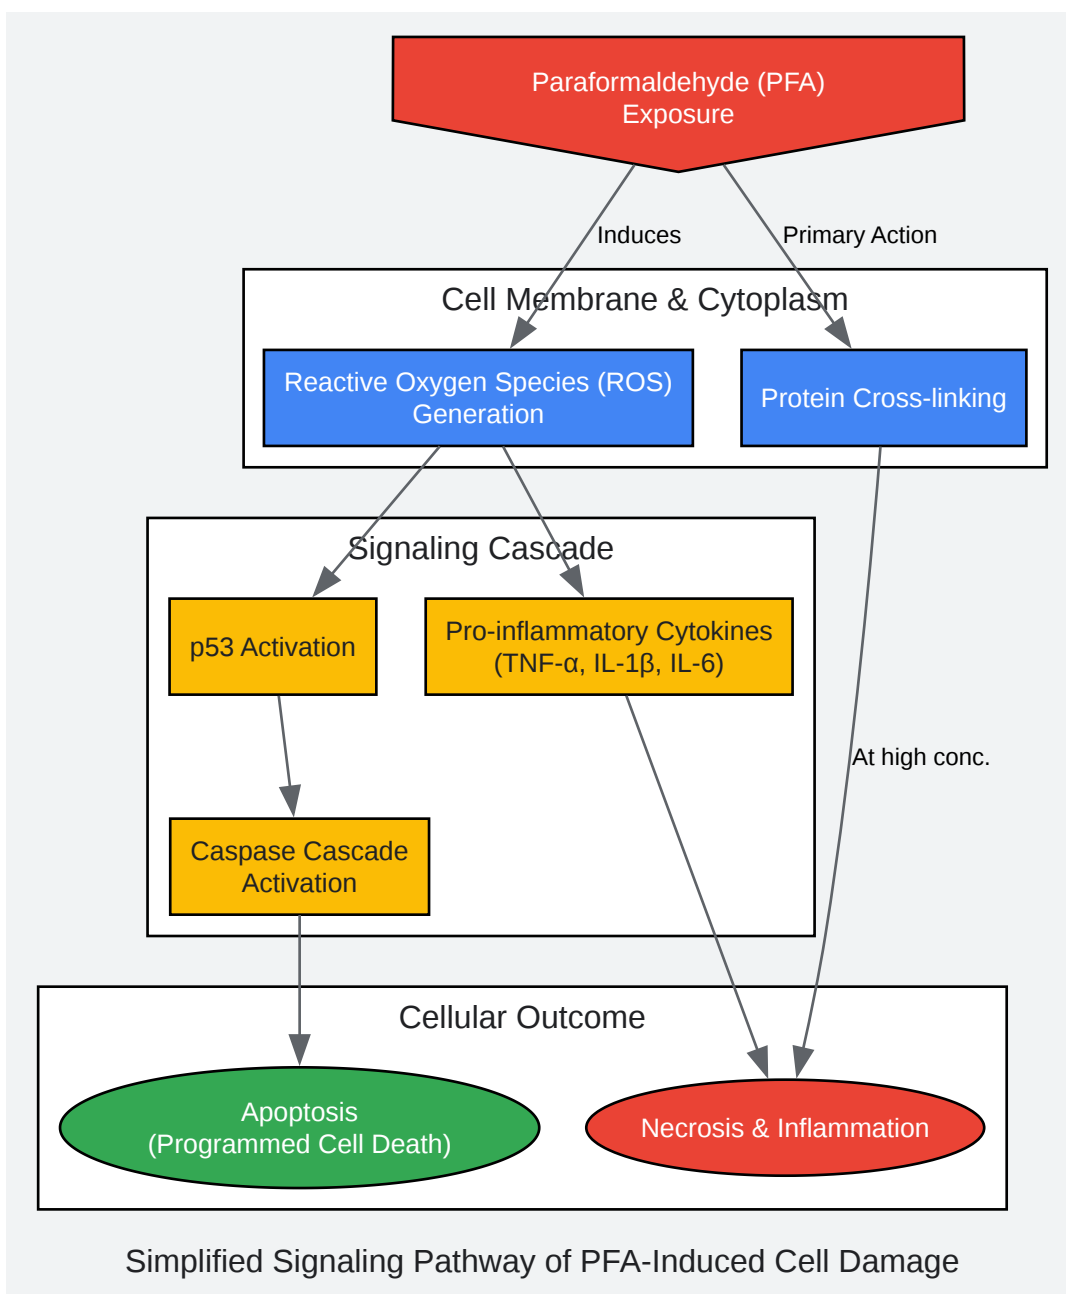 Paraformaldehyde (PFA)
Exposure
Induces
Primary Action
Cell Membrane & Cytoplasm
Reactive Oxygen Species (ROS)
Generation
Protein Cross-linking
Signaling Cascade
p53 Activation
Pro-inflammatory Cytokines
(TNF-α, IL-1β, IL-6)
At high conc.
Caspase Cascade
Activation
Cellular Outcome
Apoptosis
(Programmed Cell Death)
Necrosis & Inflammation
Simplified Signaling Pathway of PFA-Induced Cell Damage